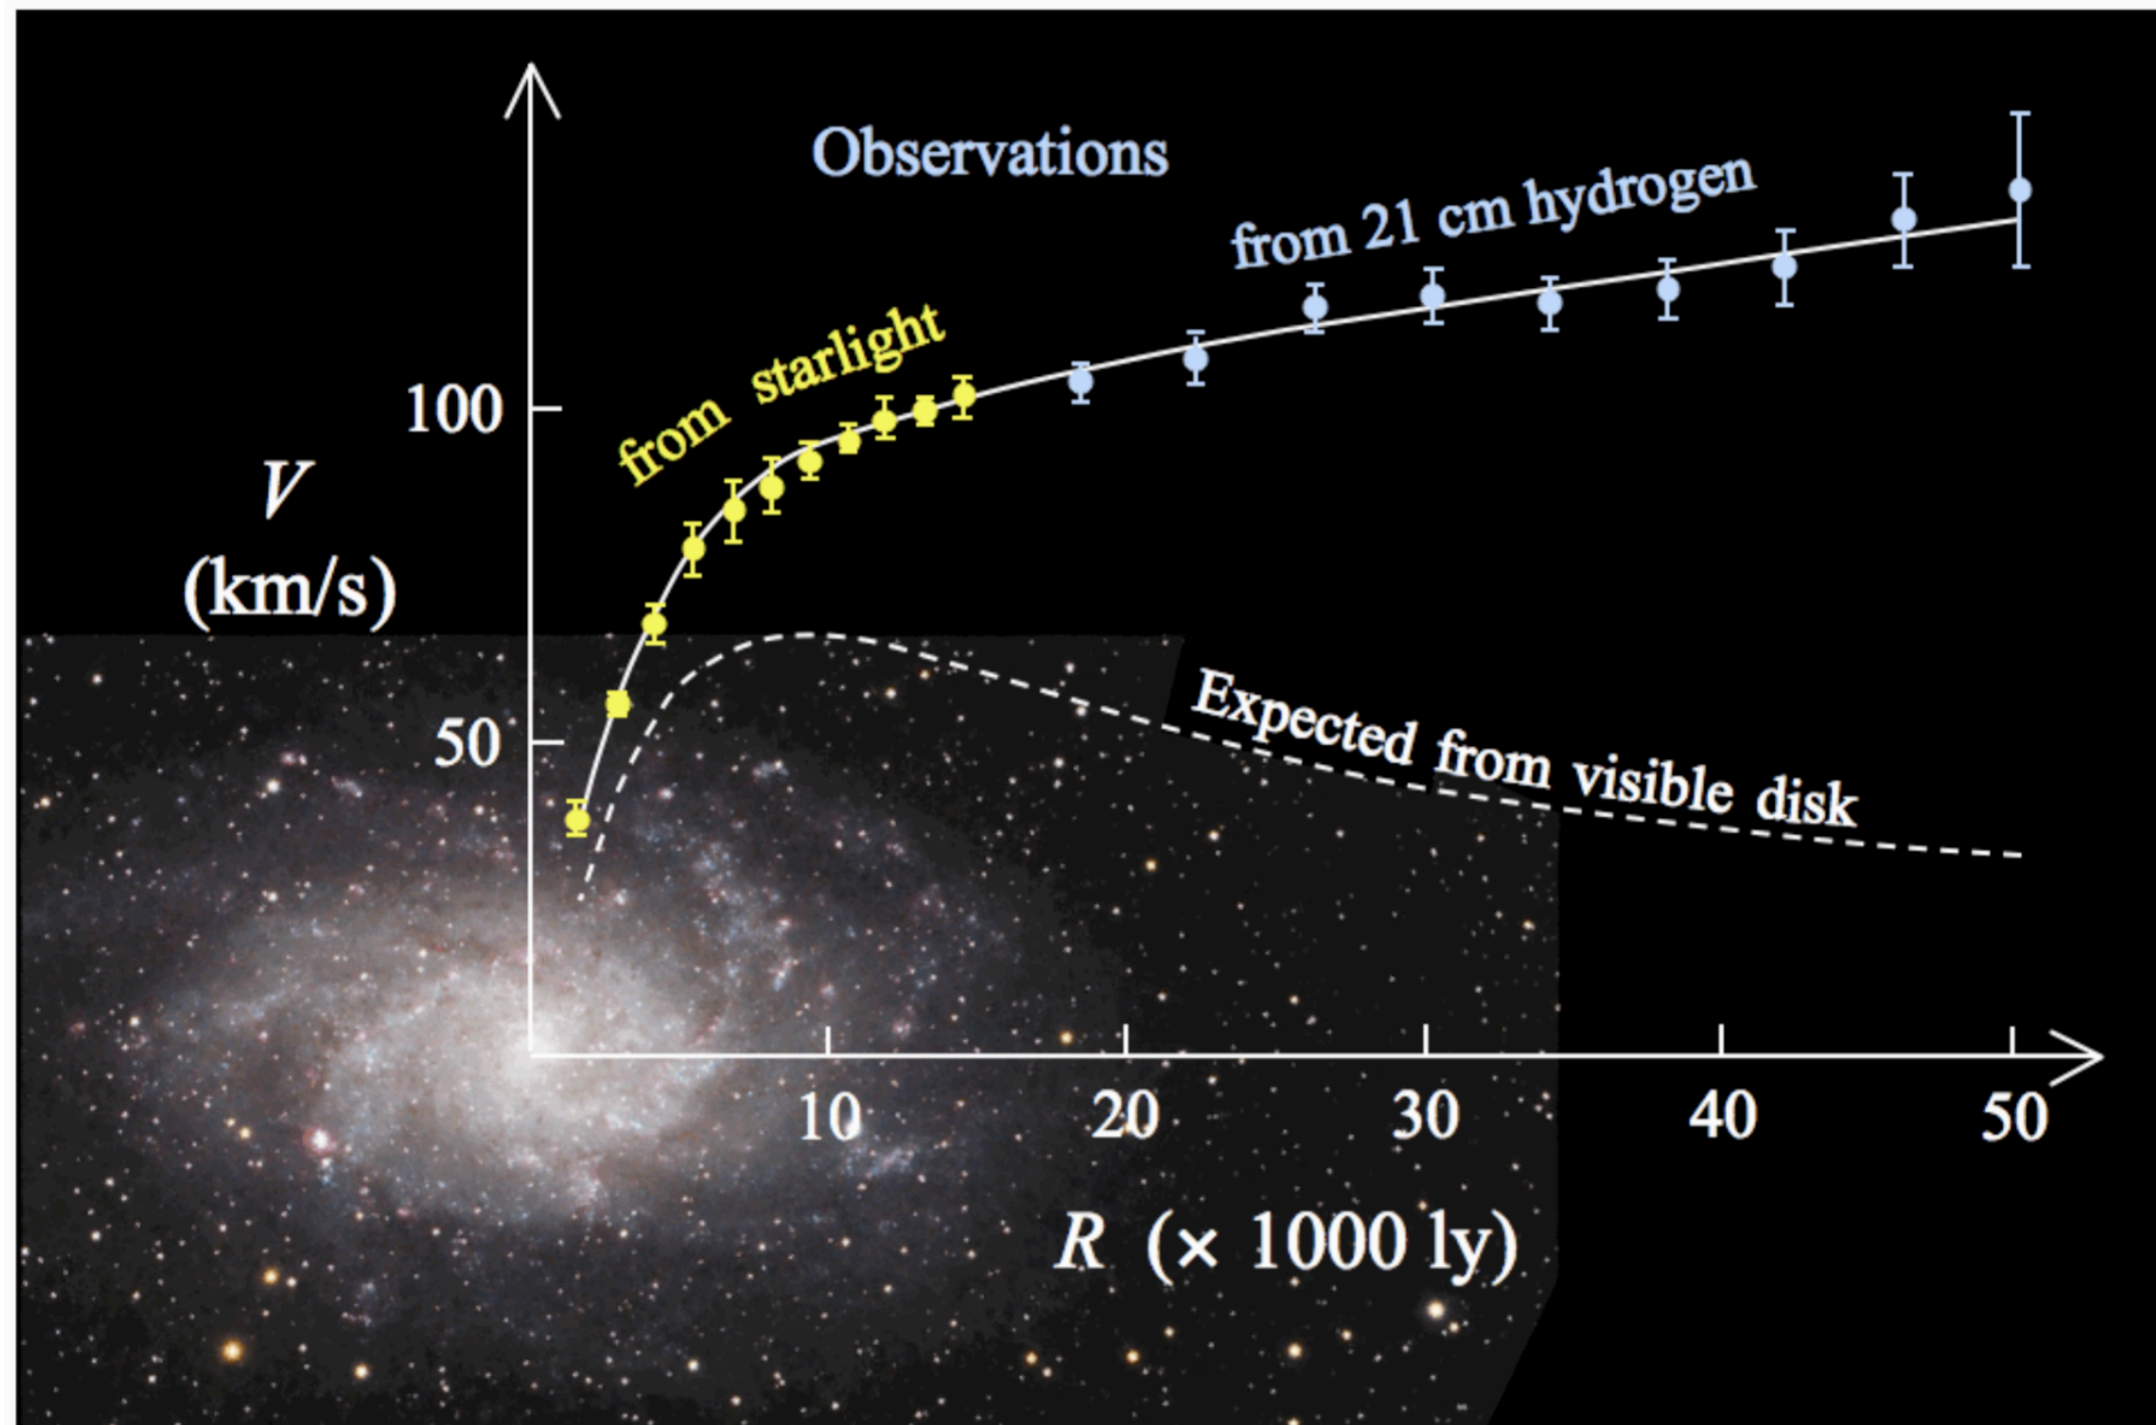 Observations
from 21 cm hydrogen
from starlight
100
V
(km/s)
50
Expected from visible disk
10 20 30 40 50
R (× 1000 ly)